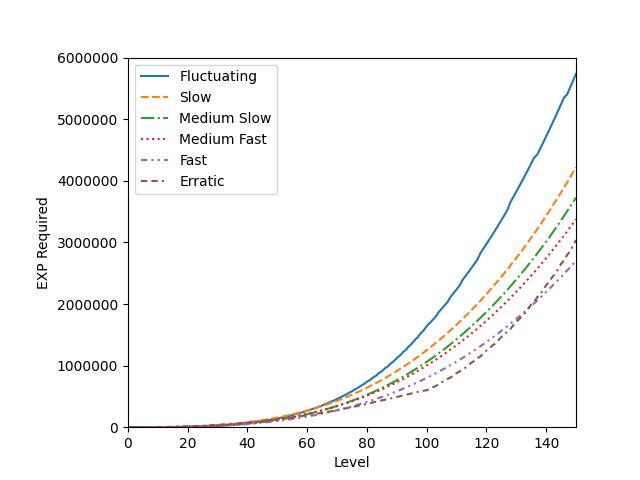 6000000
5000000
4000000
3000000
2000000
1000000
0
EXP Required
Fluctuating
Slow
Medium Slow
Medium Fast
Fast
Erratic
0 20 40 60 80 100 120 140
Level